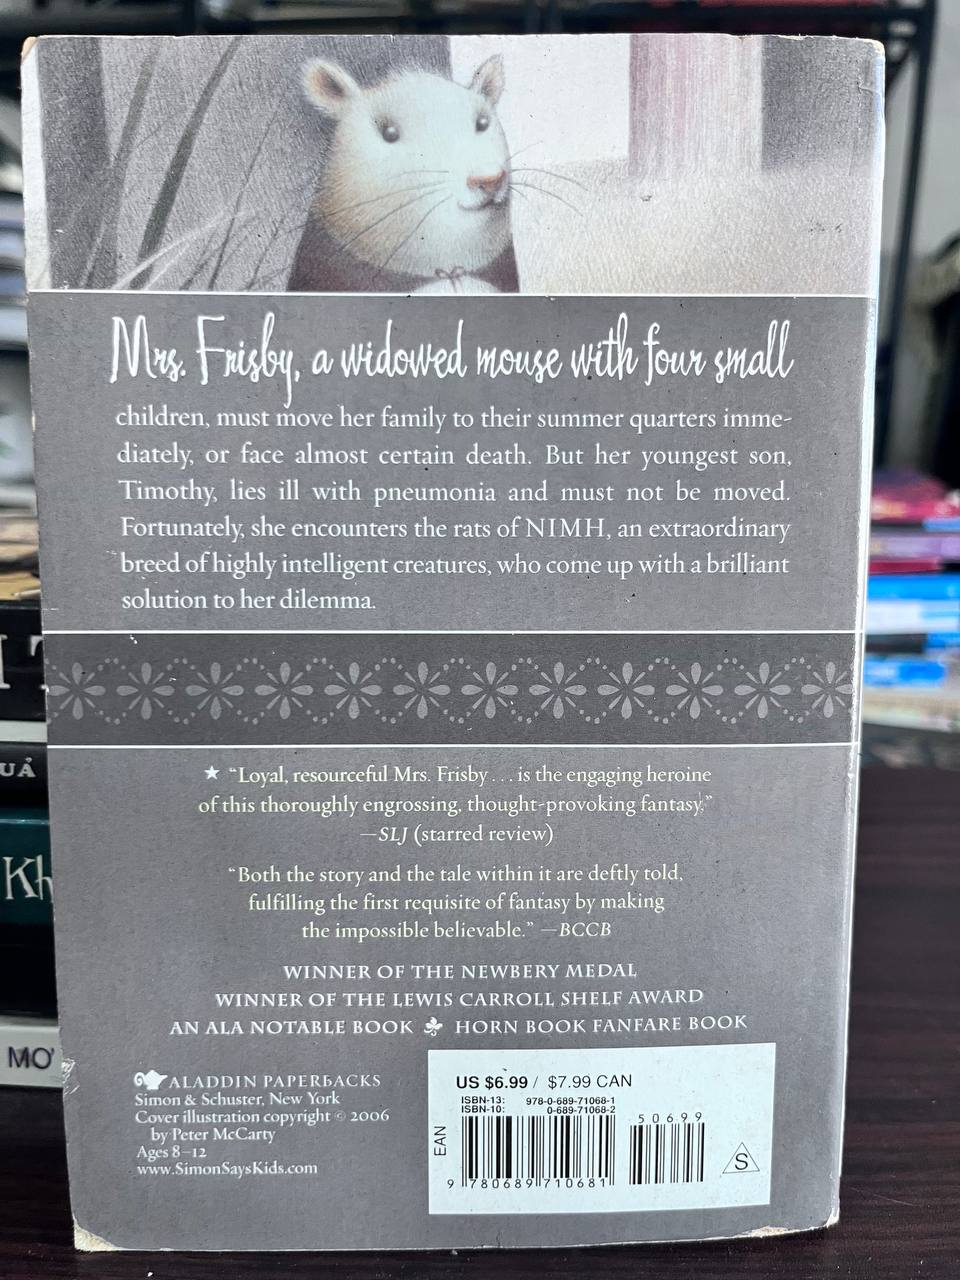 Mrs. Frisby, a widowed mouse with four small
children, must move her family to their summer quarters imme-
diately, or face almost certain death. But her youngest son,
Timothy, lies ill with pneumonia and must not be moved.
Fortunately, she encounters the rats of NIMH, an extraordinary
breed of highly intelligent creatures, who come up with a brilliant
solution to her dilemma.
★ “Loyal, resourceful Mrs. Frisby . . . is the engaging heroine
of this thoroughly engrossing, thought-provoking fantasy.”
—SLJ (starred review)
“Both the story and the tale within it are deftly told,
fulfilling the first requisite of fantasy by making
the impossible believable.” —BCCB
WINNER OF THE NEWBERY MEDAL
WINNER OF THE LEWIS CARROLL SHELF AWARD
AN ALA NOTABLE BOOK HORN BOOK FANFARE BOOK
ALADDIN PAPERBACKS
Simon & Schuster, New York
Cover illustration copyright © 2006
by Peter McCarty
Ages 8–12
www.SimonSaysKids.com
US $6.99 / $7.99 CAN
ISBN-13: 978-0-689-71068-1
ISBN-10: 0-689-71068-2
50699
EAN
9 780689 710681
S
UẢ
Kh
MO'